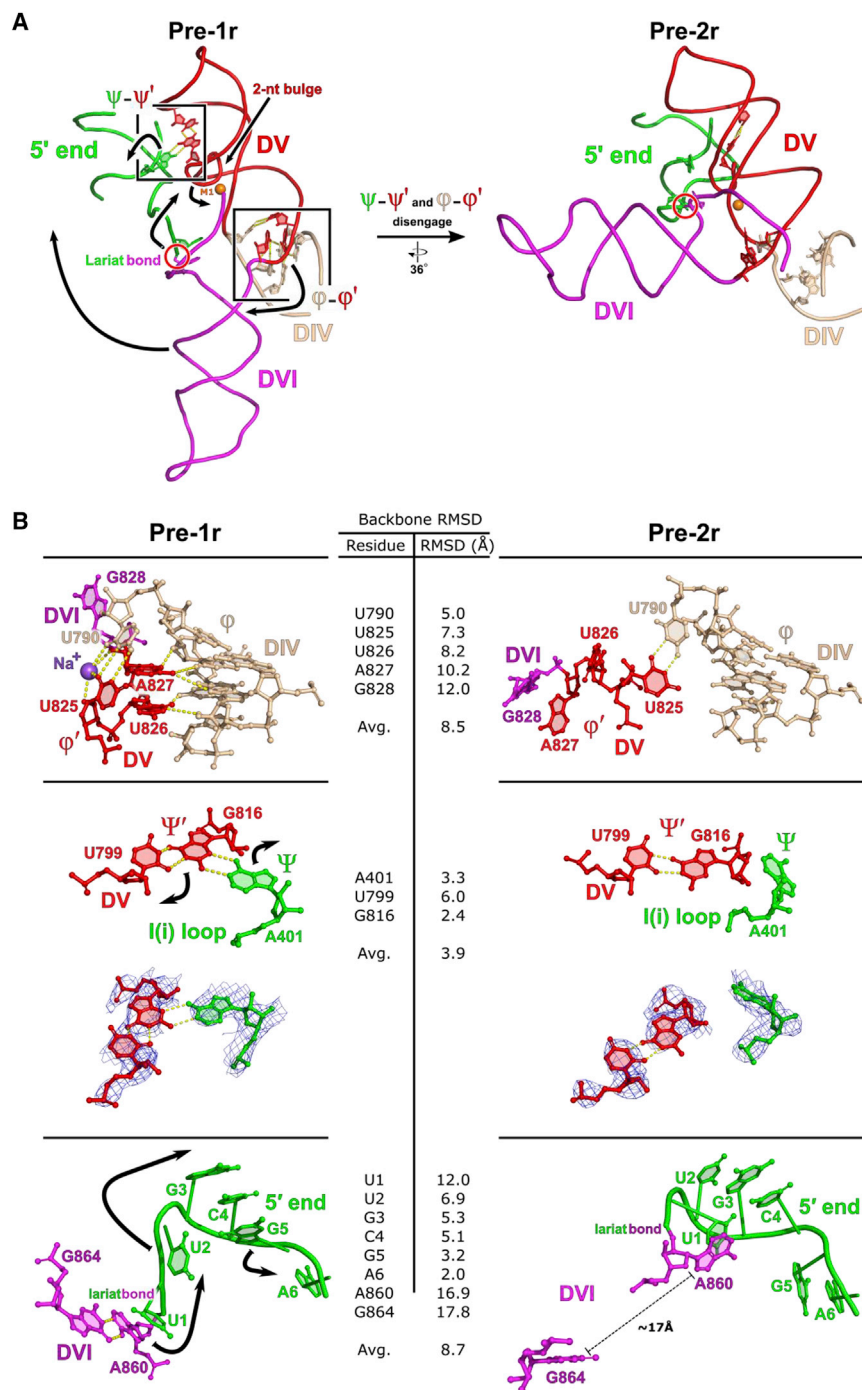 A
Pre-1r
Pre-2r
ψ-ψ'
2-nt bulge
5' end
DV
M1
Lariat bond
φ-φ'
DIV
DVI
ψ-ψ' and φ-φ'
disengage
36°
5' end
DV
DVI
DIV
B
Pre-1r
Backbone RMSD
Residue RMSD (Å)
Pre-2r
G828
DVI
U790
Na+
A827
U825
U826
φ'
DV
φ
DIV
U790 5.0
U825 7.3
U826 8.2
A827 10.2
G828 12.0
Avg. 8.5
U790
φ
DIV
DVI
U826
U825
G828
A827
φ'
DV
G816
Ψ'
U799
Ψ
DV
I(i) loop
A401
A401 3.3
U799 6.0
G816 2.4
Avg. 3.9
U799
Ψ'
G816
Ψ
DV
I(i) loop
A401
G3
5' end
C4
G5
U2
A6
G864
lariat bond
U1
DVI
A860
U1 12.0
U2 6.9
G3 5.3
C4 5.1
G5 3.2
A6 2.0
A860 16.9
G864 17.8
Avg. 8.7
U2
G3
C4
5' end
lariat bond
U1
A860
G5
A6
DVI
~17Å
G864